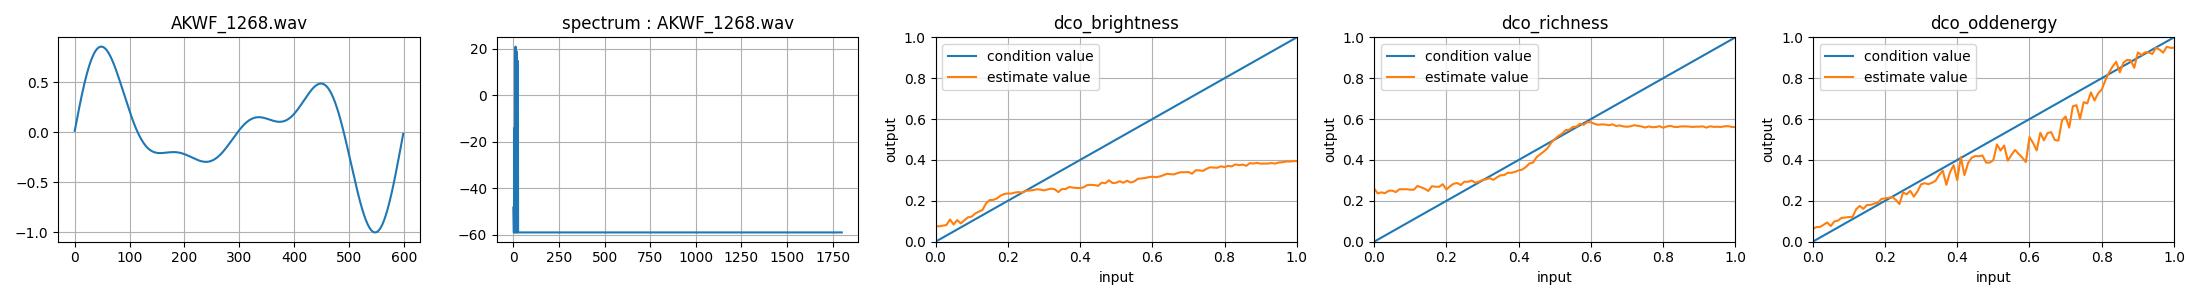 AKWF_1268.wav
0.5
0.0
−0.5
−1.0
0 100 200 300 400 500 600
spectrum : AKWF_1268.wav
20
0
−20
−40
−60
0 250 500 750 1000 1250 1500 1750
dco_brightness
condition value
estimate value
output
1.0
0.8
0.6
0.4
0.2
0.0
0.0 0.2 0.4 0.6 0.8 1.0
input
dco_richness
condition value
estimate value
output
1.0
0.8
0.6
0.4
0.2
0.0
0.0 0.2 0.4 0.6 0.8 1.0
input
dco_oddenergy
condition value
estimate value
output
1.0
0.8
0.6
0.4
0.2
0.0
0.0 0.2 0.4 0.6 0.8 1.0
input